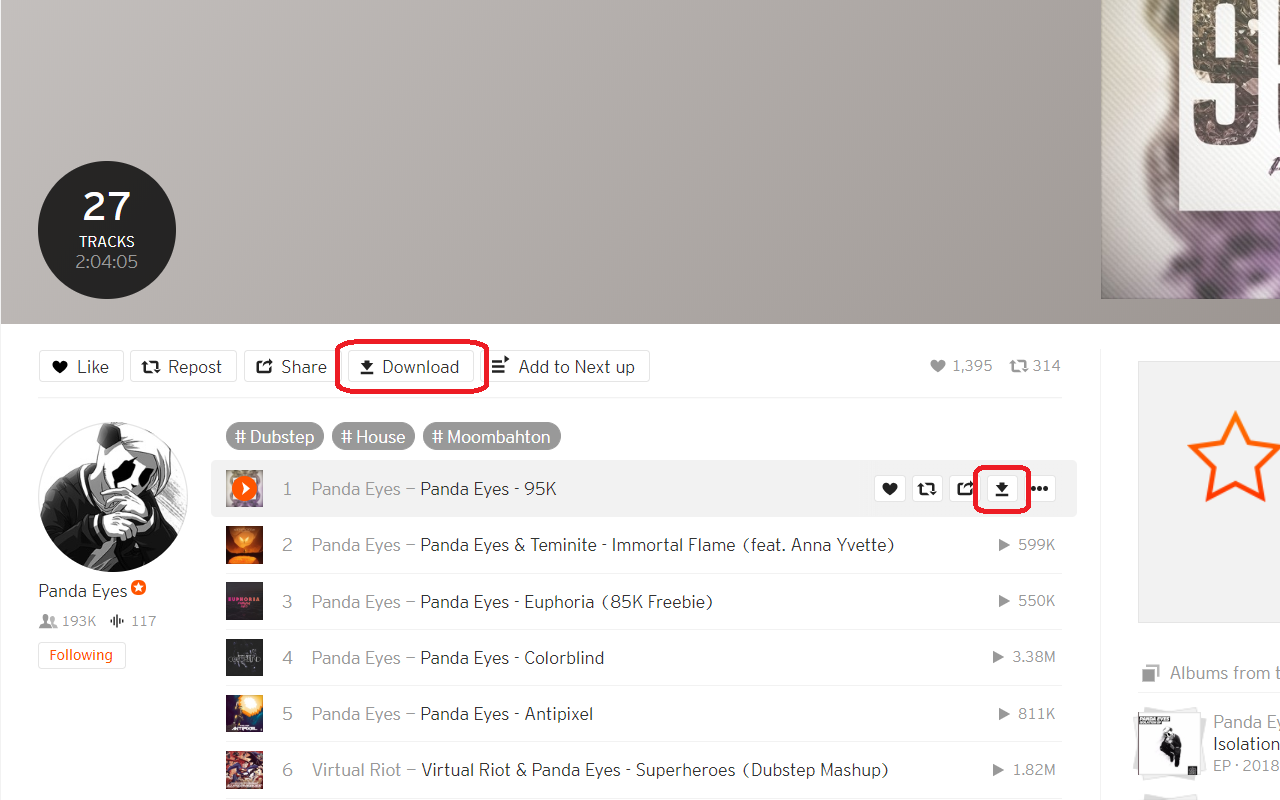 27
TRACKS
2:04:05
Like
Repost
Share
Download
Add to Next up
1,395
314
# Dubstep
# House
# Moombahton
1 Panda Eyes – Panda Eyes - 95K
2 Panda Eyes – Panda Eyes & Teminite - Immortal Flame (feat. Anna Yvette)
599K
3 Panda Eyes – Panda Eyes - Euphoria (85K Freebie)
550K
4 Panda Eyes – Panda Eyes - Colorblind
3.38M
5 Panda Eyes – Panda Eyes - Antipixel
811K
6 Virtual Riot – Virtual Riot & Panda Eyes - Superheroes (Dubstep Mashup)
1.82M
Panda Eyes
193K
117
Following
Albums from t
Panda Ey
Isolation
EP · 2018